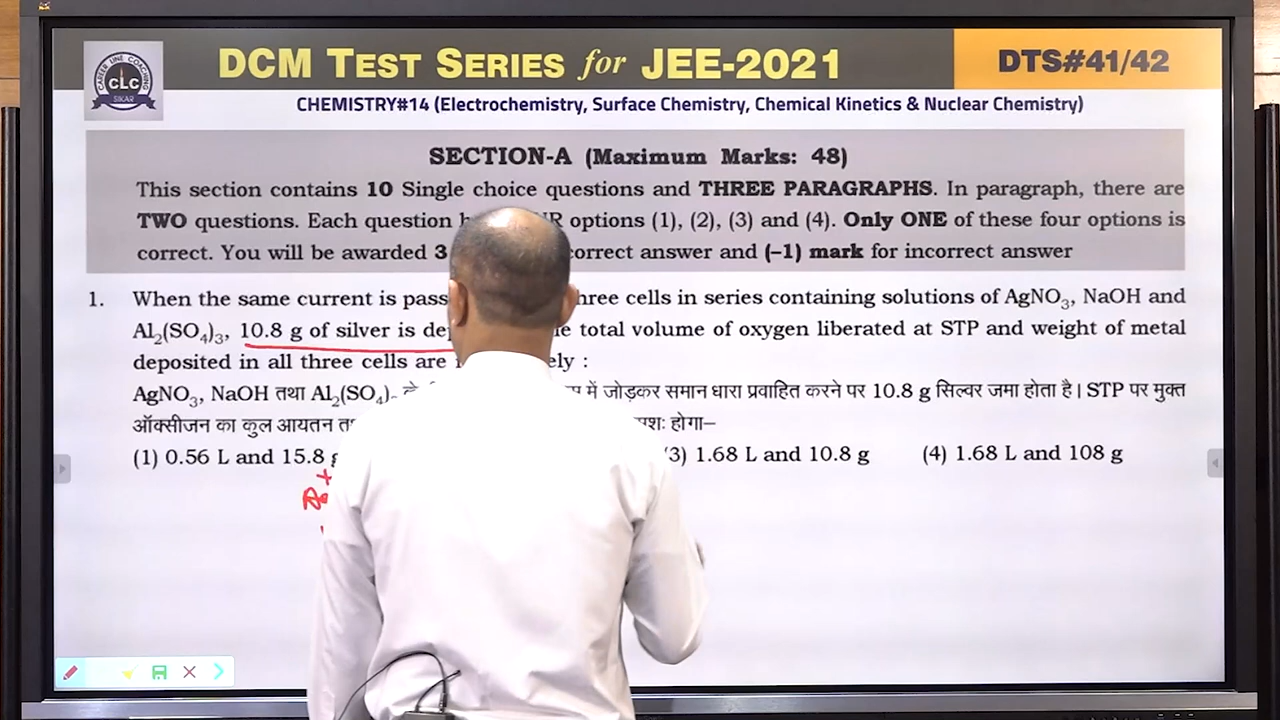 DCM TEST SERIES for JEE-2021
DTS#41/42
CAREER LINE COACHING
CLC
SIKAR
CHEMISTRY#14 (Electrochemistry, Surface Chemistry, Chemical Kinetics & Nuclear Chemistry)
SECTION-A (Maximum Marks: 48)
This section contains 10 Single choice questions and THREE PARAGRAPHS. In paragraph, there are
TWO questions. Each question options (1), (2), (3) and (4). Only ONE of these four options is
correct. You will be awarded 3 correct answer and (–1) mark for incorrect answer
1. When the same current is three cells in series containing solutions of AgNO₃, NaOH and
Al₂(SO₄)₃, 10.8 g of silver is total volume of oxygen liberated at STP and weight of metal
deposited in all three cells are :
AgNO₃, NaOH तथा Al₂(SO₄) में जोड़कर समान धारा प्रवाहित करने पर 10.8 g सिल्वर जमा होता है। STP पर मुक्त
ऑक्सीजन का कुल आयतन होगा–
(1) 0.56 L and 15.8 g (3) 1.68 L and 10.8 g (4) 1.68 L and 108 g